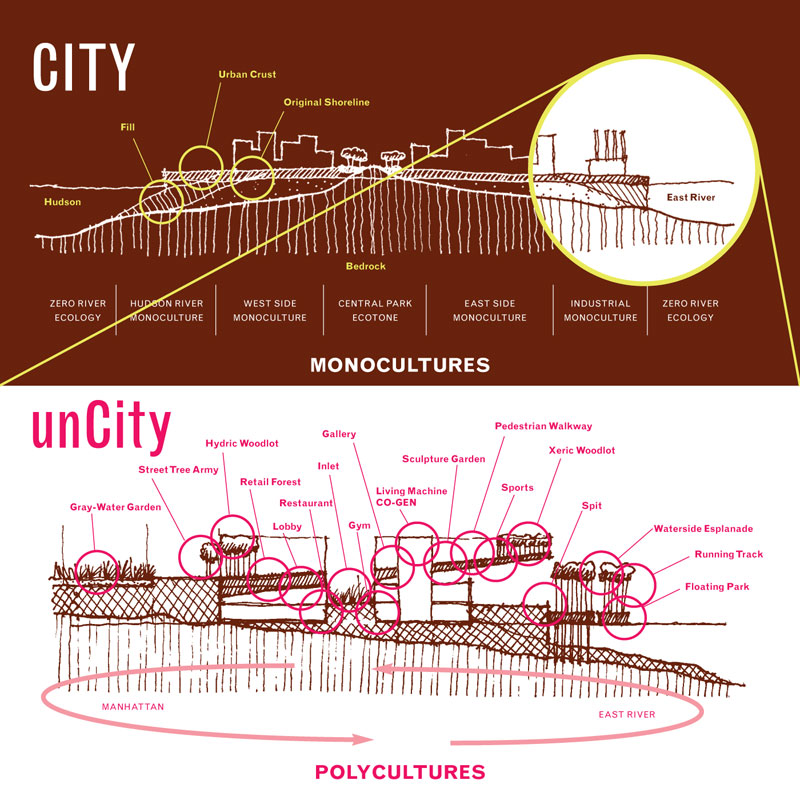 CITY
Urban Crust
Original Shoreline
Fill
Hudson
East River
Bedrock
ZERO RIVER
ECOLOGY
HUDSON RIVER
MONOCULTURE
WEST SIDE
MONOCULTURE
CENTRAL PARK
ECOTONE
EAST SIDE
MONOCULTURE
INDUSTRIAL
MONOCULTURE
ZERO RIVER
ECOLOGY
MONOCULTURES
unCity
Gray-Water Garden
Street Tree Army
Hydric Woodlot
Retail Forest
Restaurant
Lobby
Inlet
Gallery
Gym
Living Machine
CO-GEN
Sculpture Garden
Pedestrian Walkway
Sports
Xeric Woodlot
Spit
Waterside Esplanade
Running Track
Floating Park
MANHATTAN
EAST RIVER
POLYCULTURES